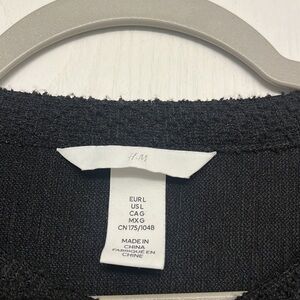 H&M
EUR L
US L
CA G
MX G
CN 175/104B
MADE IN
CHINA
FABRIQUÉ EN
CHINE